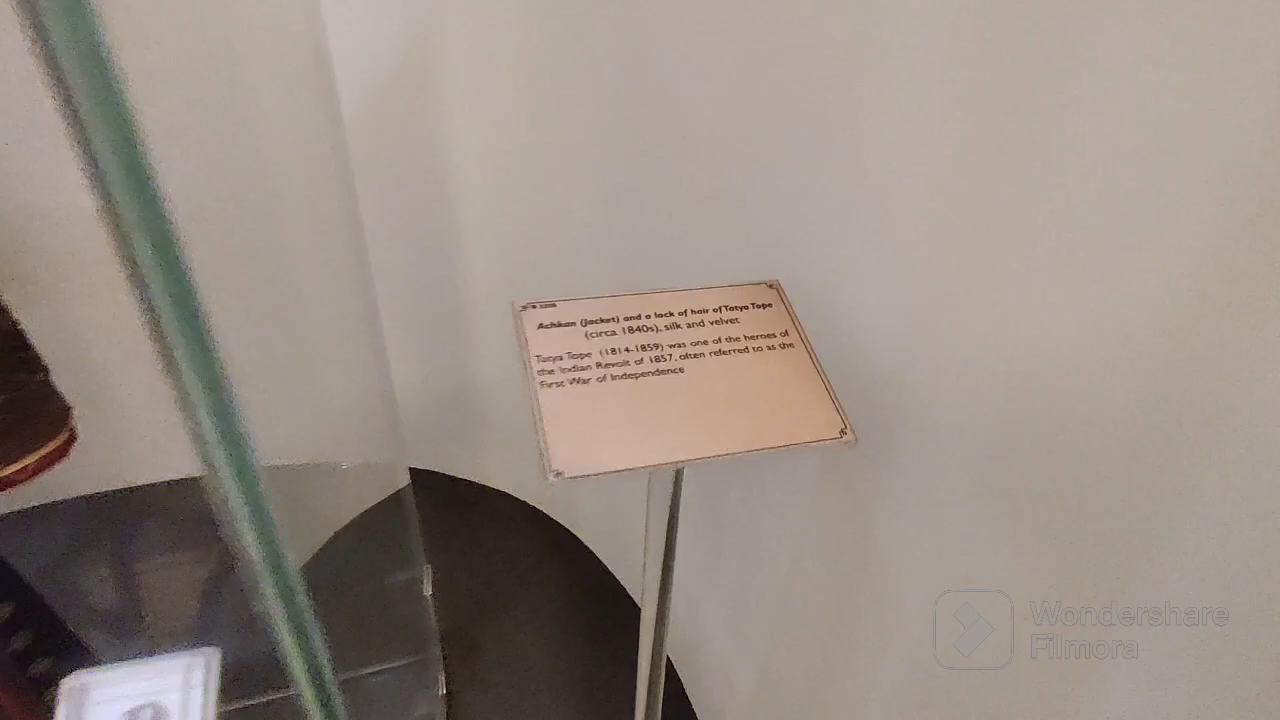 Achkan (Jacket) and a lock of hair of Tatya Tope
(circa 1840s), silk and velvet
Tatya Tope (1814-1859) was one of the heroes of
the Indian Revolt of 1857, often referred to as the
First War of Independence
Wondershare
Filmora